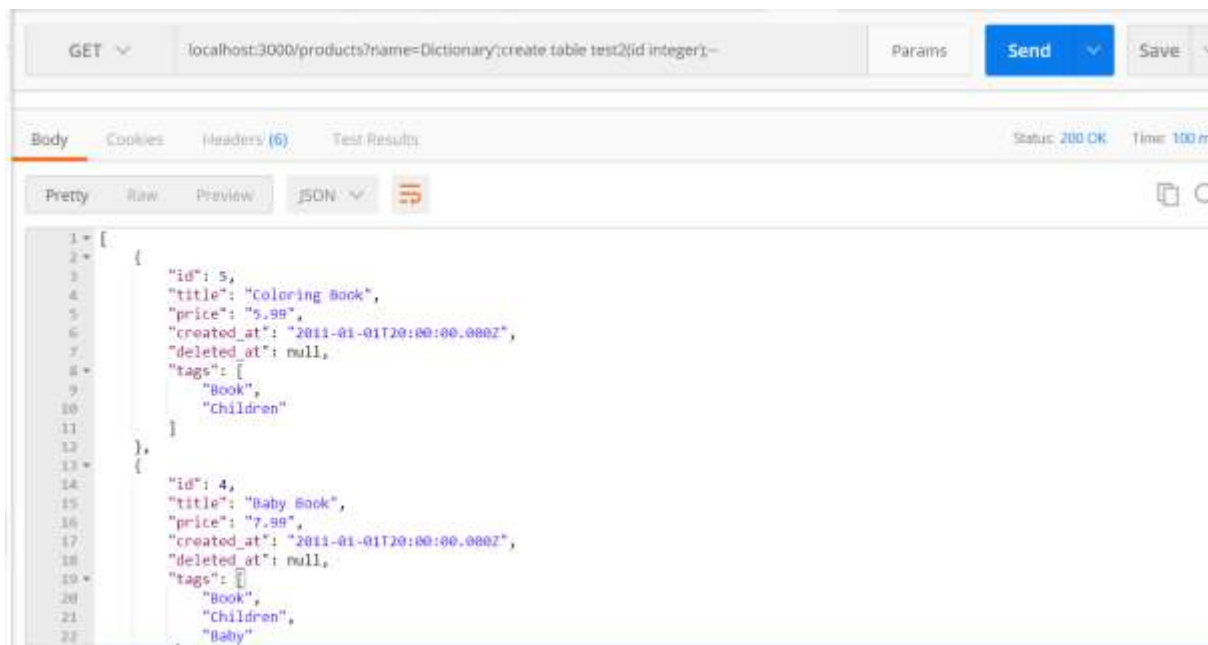 GET localhost:3000/products?name=Dictionary';create table test2(id integer);-- Params Send Save
Body Cookies Headers (6) Test Results Status: 200 OK Time: 100 m
Pretty Raw Preview JSON
1 [
2 {
3 "id": 5,
4 "title": "Coloring Book",
5 "price": "5.99",
6 "created_at": "2011-01-01T20:00:00.000Z",
7 "deleted_at": null,
8 "tags": [
9 "Book",
10 "Children"
11 ]
12 },
13 {
14 "id": 4,
15 "title": "Baby Book",
16 "price": "7.99",
17 "created_at": "2011-01-01T20:00:00.000Z",
18 "deleted_at": null,
19 "tags": [
20 "Book",
21 "Children",
22 "Baby"